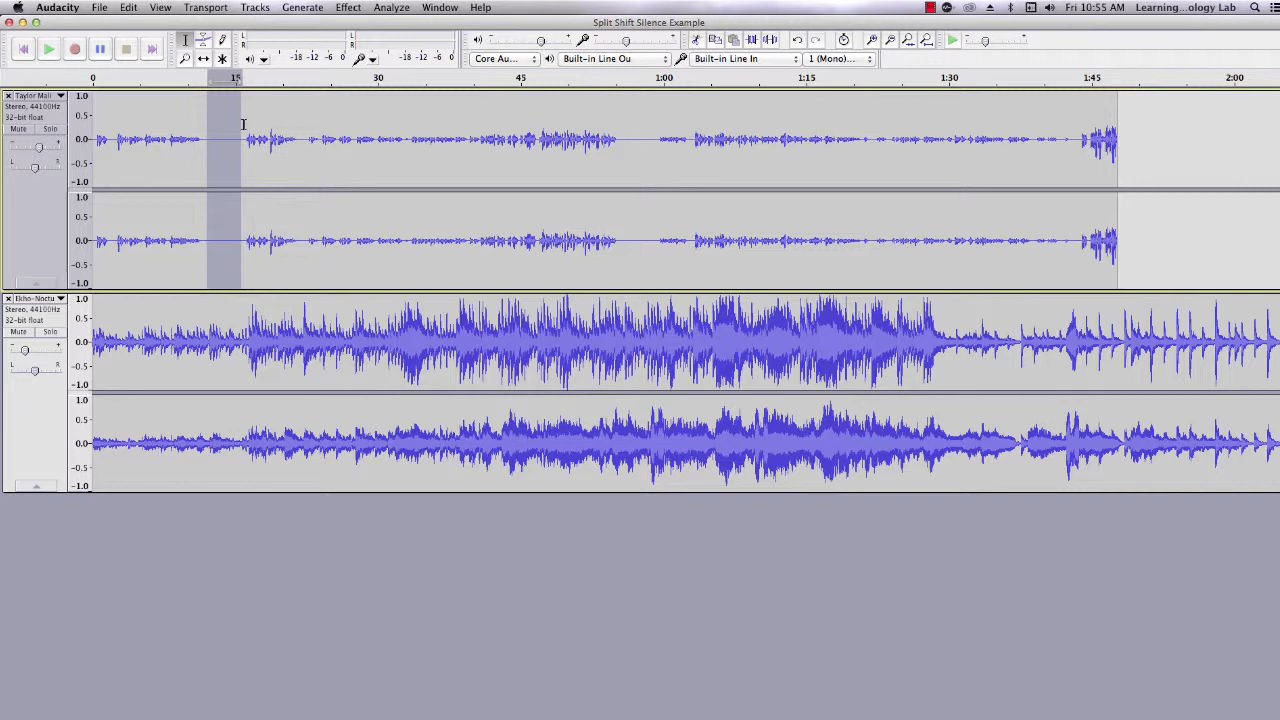 Audacity File Edit View Transport Tracks Generate Effect Analyze Window Help Fri 10:55 AM Learning...ology Lab
Split Shift Silence Example
L R -18 -12 -6 0 L R -18 -12 -6 0
Core Au... Built-in Line Ou Built-in Line In 1 (Mono)...
0 15 30 45 1:00 1:15 1:30 1:45 2:00
Taylor Mali
Stereo, 44100Hz
32-bit float
Mute Solo
- +
L R
1.0
0.5
0.0
-0.5
-1.0
1.0
0.5
0.0
-0.5
-1.0
Ekho-Noctu
Stereo, 44100Hz
32-bit float
Mute Solo
- +
L R
1.0
0.5
0.0
-0.5
-1.0
1.0
0.5
0.0
-0.5
-1.0